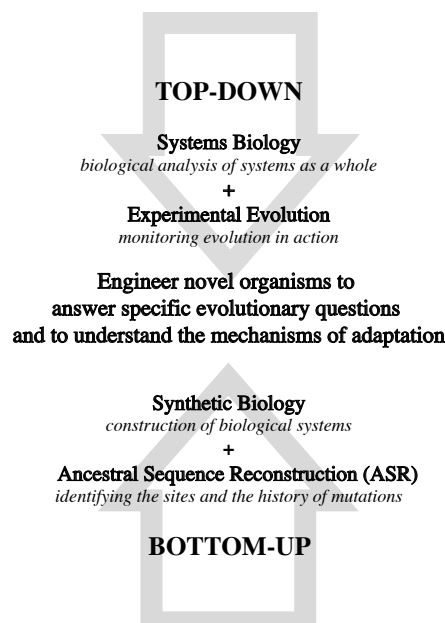 TOP-DOWN
Systems Biology
biological analysis of systems as a whole
+
Experimental Evolution
monitoring evolution in action
Engineer novel organisms to
answer specific evolutionary questions
and to understand the mechanisms of adaptation
Synthetic Biology
construction of biological systems
+
Ancestral Sequence Reconstruction (ASR)
identifying the sites and the history of mutations
BOTTOM-UP